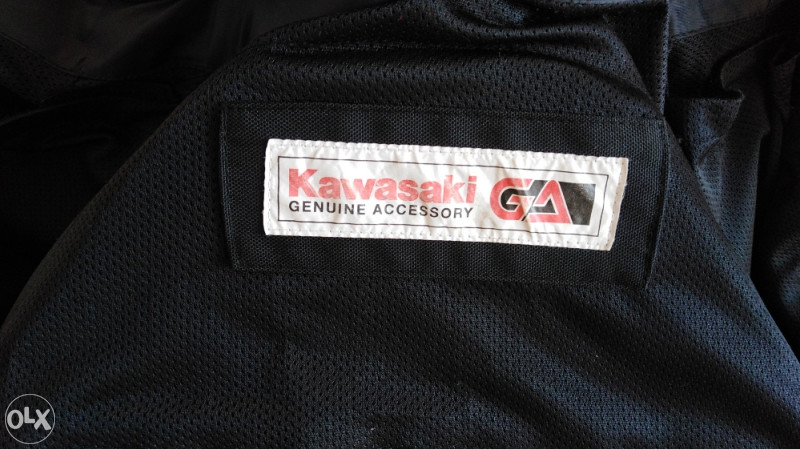 Kawasaki GA
GENUINE ACCESSORY
OLX